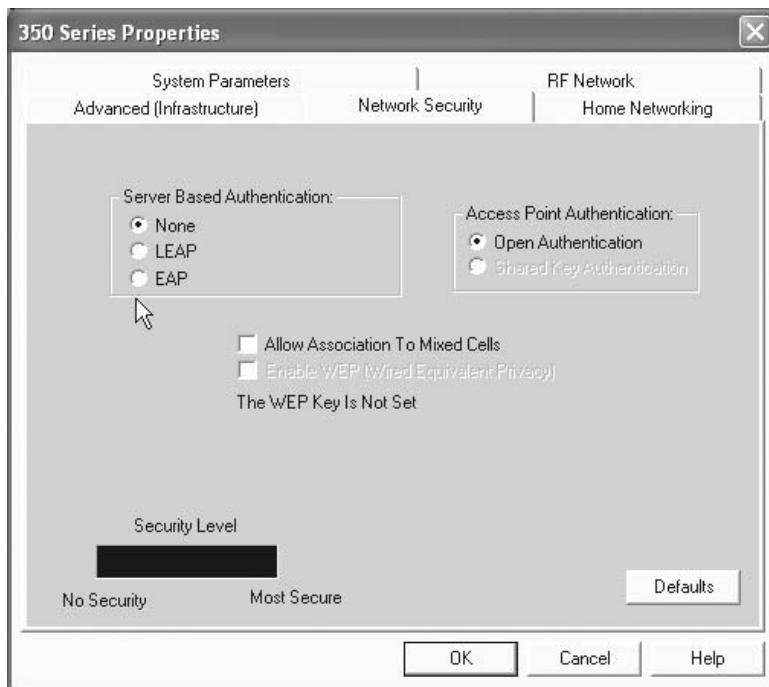 350 Series Properties
System Parameters
RF Network
Advanced (Infrastructure)
Network Security
Home Networking
Server Based Authentication:
None
LEAP
EAP
Access Point Authentication:
Open Authentication
Shared Key Authentication
Allow Association To Mixed Cells
Enable WEP (Wired Equivalent Privacy)
The WEP Key Is Not Set
Security Level
No Security
Most Secure
Defaults
OK
Cancel
Help